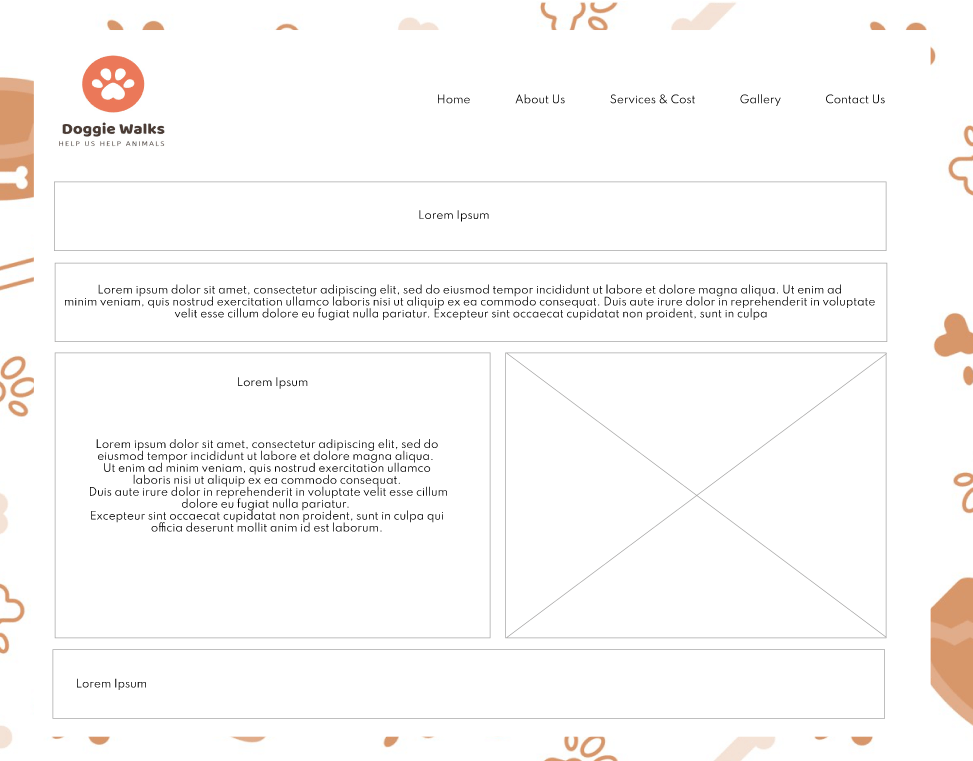 Doggie Walks
HELP US HELP ANIMALS
Home About Us Services & Cost Gallery Contact Us
Lorem Ipsum
Lorem ipsum dolor sit amet, consectetur adipiscing elit, sed do eiusmod tempor incididunt ut labore et dolore magna aliqua. Ut enim ad
minim veniam, quis nostrud exercitation ullamco laboris nisi ut aliquip ex ea commodo consequat. Duis aute irure dolor in reprehenderit in voluptate
velit esse cillum dolore eu fugiat nulla pariatur. Excepteur sint occaecat cupidatat non proident, sunt in culpa
Lorem Ipsum
Lorem ipsum dolor sit amet, consectetur adipiscing elit, sed do
eiusmod tempor incididunt ut labore et dolore magna aliqua.
Ut enim ad minim veniam, quis nostrud exercitation ullamco
laboris nisi ut aliquip ex ea commodo consequat.
Duis aute irure dolor in reprehenderit in voluptate velit esse cillum
dolore eu fugiat nulla pariatur.
Excepteur sint occaecat cupidatat non proident, sunt in culpa qui
officia deserunt mollit anim id est laborum.
Lorem Ipsum